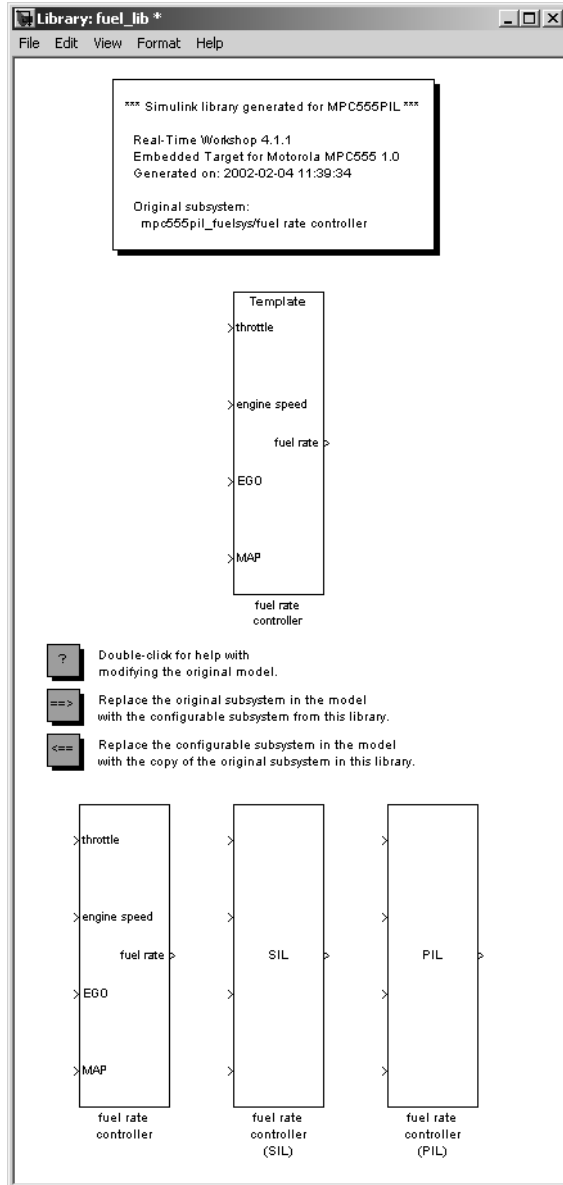 Library: fuel_lib *
File Edit View Format Help
*** Simulink library generated for MPC555PIL ***
Real-Time Workshop 4.1.1
Embedded Target for Motorola MPC555 1.0
Generated on: 2002-02-04 11:39:34
Original subsystem:
mpc555pil_fuelsys/fuel rate controller
Template
throttle
engine speed
fuel rate
EGO
MAP
fuel rate
controller
?
Double-click for help with
modifying the original model.
==>
Replace the original subsystem in the model
with the configurable subsystem from this library.
<==
Replace the configurable subsystem in the model
with the copy of the original subsystem in this library.
throttle
engine speed
fuel rate
EGO
MAP
fuel rate
controller
SIL
fuel rate
controller
(SIL)
PIL
fuel rate
controller
(PIL)